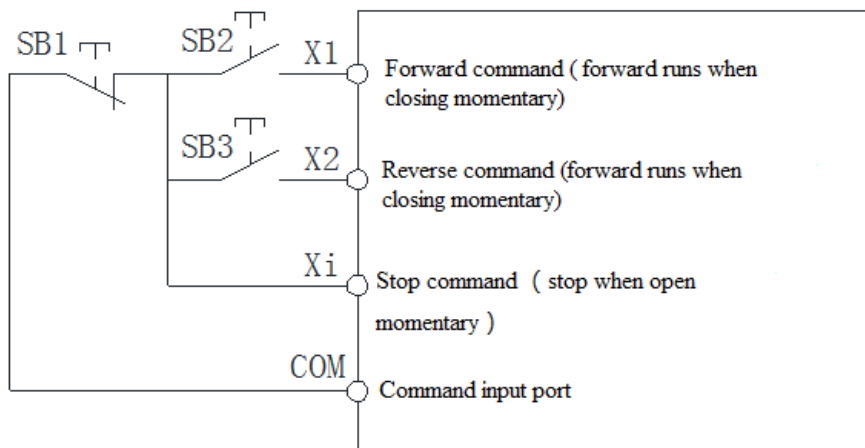 SB1
SB2
X1
Forward command ( forward runs when
closing momentary)
SB3
X2
Reverse command (forward runs when
closing momentary)
Xi
Stop command ( stop when open
momentary )
COM
Command input port